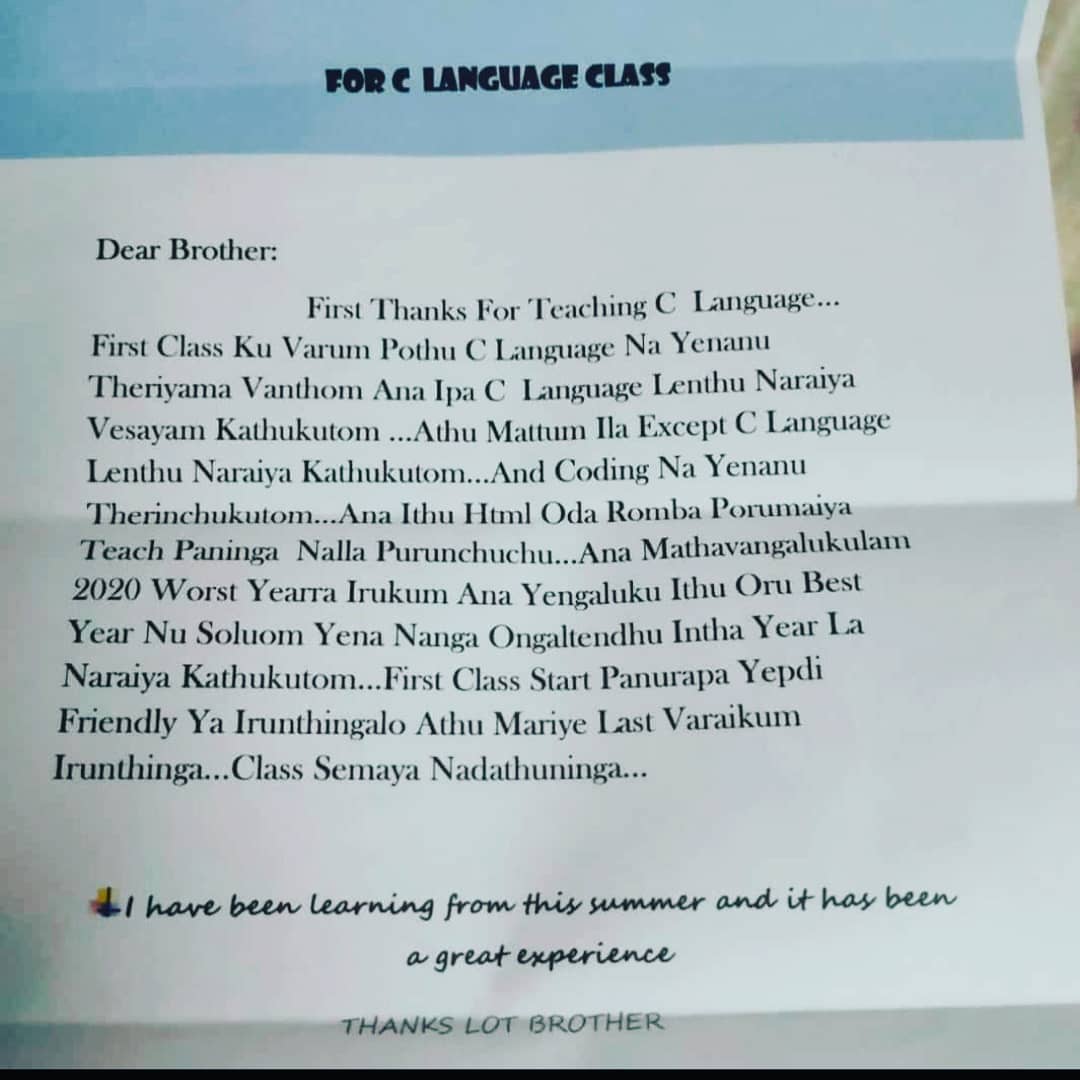 FOR C LANGUAGE CLASS
Dear Brother:
First Thanks For Teaching C Language...
First Class Ku Varum Pothu C Language Na Yenanu
Theriyama Vanthom Ana Ipa C Language Lenthu Naraiya
Vesayam Kathukutom ...Athu Mattum Ila Except C Language
Lenthu Naraiya Kathukutom...And Coding Na Yenanu
Therinchukutom...Ana Ithu Html Oda Romba Porumaiya
Teach Paninga Nalla Purunchuchu...Ana Mathavangalukulam
2020 Worst Yearra Irukum Ana Yengaluku Ithu Oru Best
Year Nu Soluom Yena Nanga Ongaltendhu Intha Year La
Naraiya Kathukutom...First Class Start Panurapa Yepdi
Friendly Ya Irunthingalo Athu Mariye Last Varaikum
Irunthinga...Class Semaya Nadathuninga...
I have been learning from this summer and it has been
a great experience
THANKS LOT BROTHER